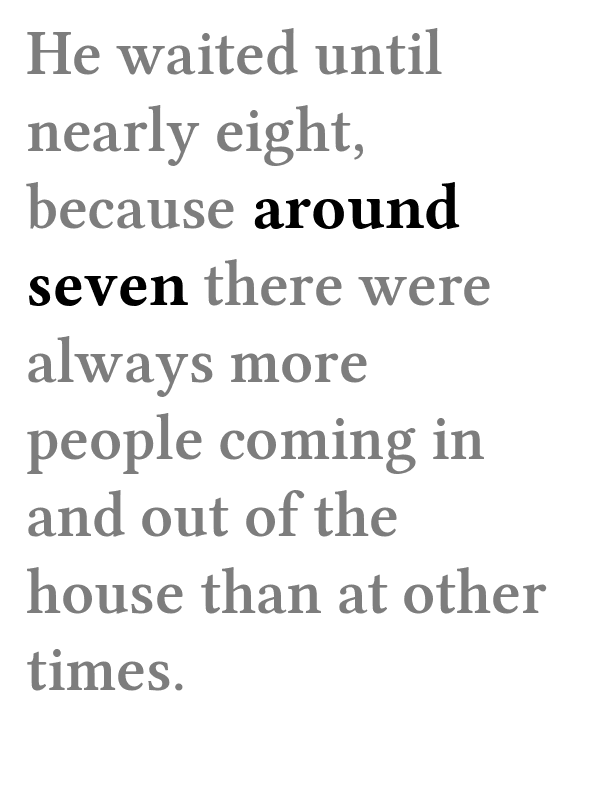 He waited until
nearly eight,
because around
seven there were
always more
people coming in
and out of the
house than at other
times.